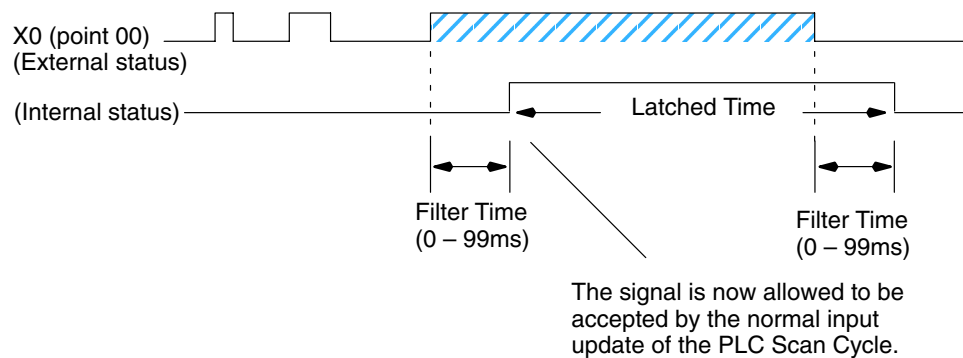 X0 (point 00)
(External status)
(Internal status)
Latched Time
Filter Time
(0 – 99ms)
Filter Time
(0 – 99ms)
The signal is now allowed to be
accepted by the normal input
update of the PLC Scan Cycle.